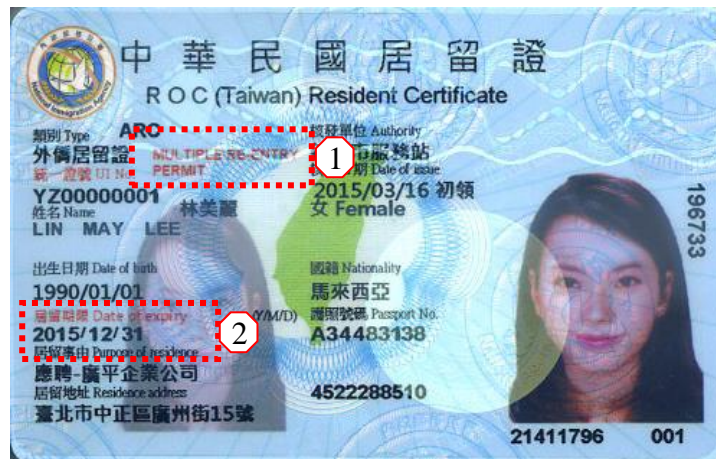 中華民國居留證
R O C (Taiwan) Resident Certificate
類別 Type ARO
核發單位 Authority
外僑居留證 MULTIPLE RE-ENTRY PERMIT
1
市服務站
統一證號 UI No.
期 Date of issue
YZ00000001
2015/03/16 初領
姓名 Name 林美麗
女 Female
LIN MAY LEE
196733
出生日期 Date of birth
國籍 Nationality
1990/01/01
馬來西亞
居留期限 Date of expiry (Y/M/D)
2
護照號碼 Passport No.
2015/12/31
A34483138
居留事由 Purpose of residence
應聘-廣平企業公司
居留地址 Residence address
4522288510
臺北市中正區廣州街15號
21411796 001